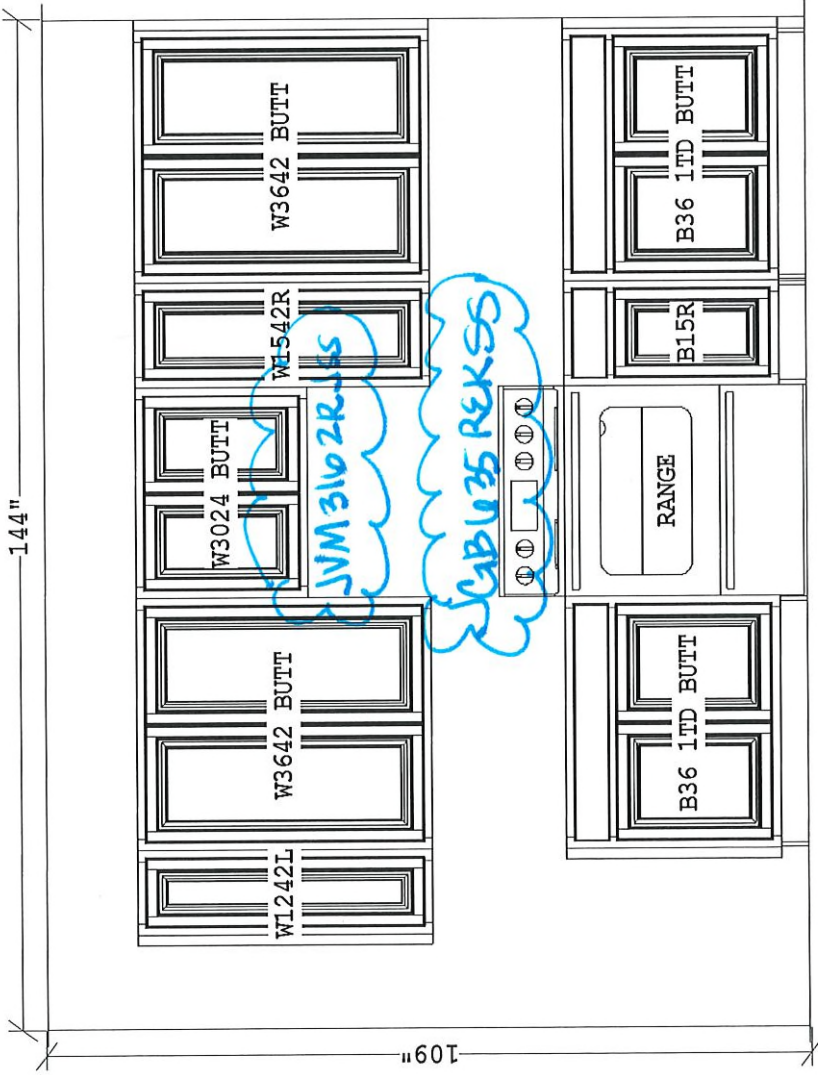 144"
109"
W1242L
W3642 BUTT
W3024 BUTT
W1542R
W3642 BUTT
JVM3162RJSS
JGB635REKSS
B36 1TD BUTT
RANGE
B15R
B36 1TD BUTT